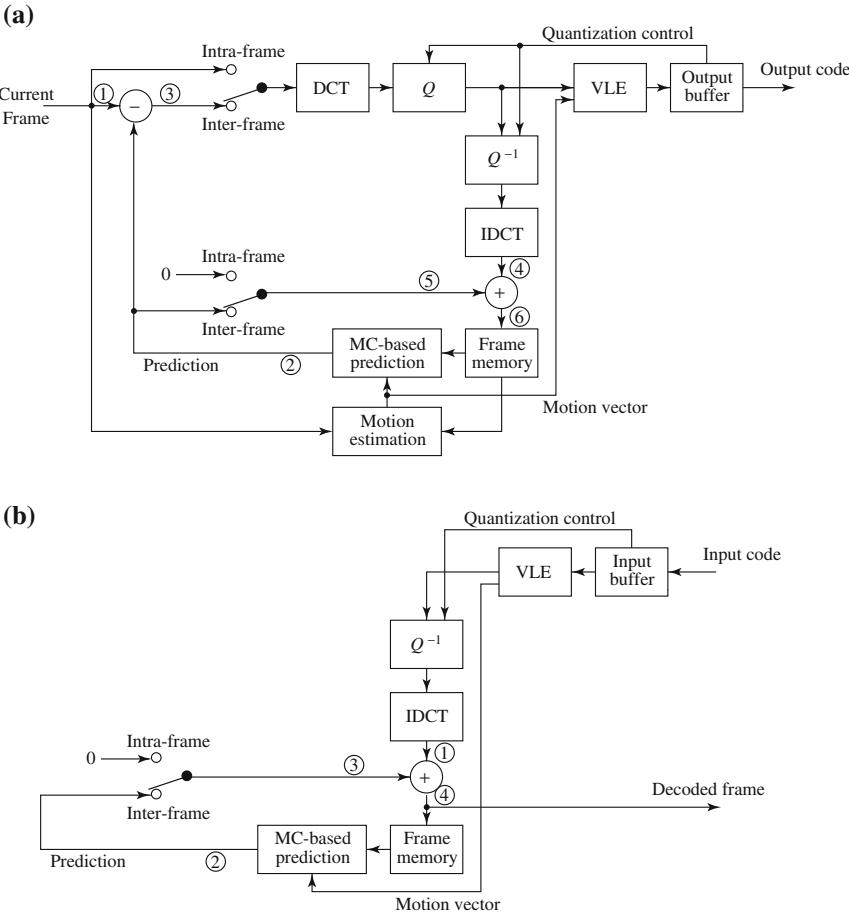 (a)
Quantization control
Intra-frame
Current
Frame
①
③
Inter-frame
DCT
Q
VLE
Output
buffer
Output code
−
Q⁻¹
IDCT
Intra-frame
0
⑤
④
+
Inter-frame
⑥
Prediction
②
MC-based
prediction
Frame
memory
Motion vector
Motion
estimation
(b)
Quantization control
VLE
Input
buffer
Input code
Q⁻¹
IDCT
Intra-frame
0
①
③
+
Inter-frame
④
Decoded frame
Prediction
②
MC-based
prediction
Frame
memory
Motion vector